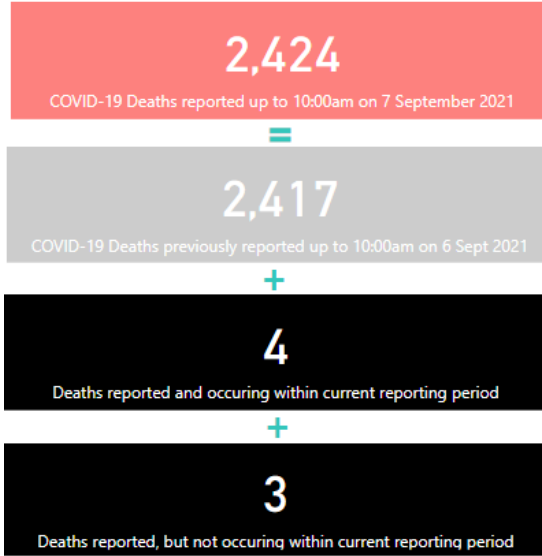 2,424
COVID-19 Deaths reported up to 10:00am on 7 September 2021
=
2,417
COVID-19 Deaths previously reported up to 10:00am on 6 Sept 2021
+
4
Deaths reported and occuring within current reporting period
+
3
Deaths reported, but not occuring within current reporting period